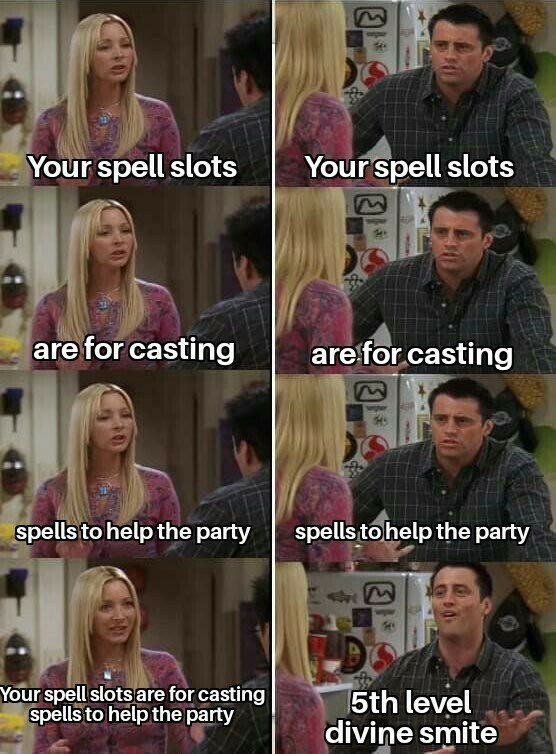 Your spell slots
Your spell slots
are for casting
are for casting
spells to help the party
spells to help the party
Your spell slots are for casting
spells to help the party
5th level
divine smite